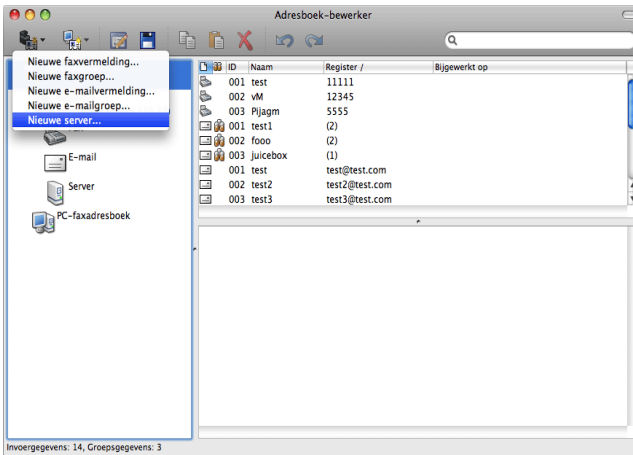 Adresboek-bewerker
Nieuwe faxvermelding...
Nieuwe faxgroep...
Nieuwe e-mailvermelding...
Nieuwe e-mailgroep...
Nieuwe server...
E-mail
Server
PC-faxadresboek
ID Naam Register / Bijgewerkt op
001 test 11111
002 vM 12345
003 Pijagm 5555
001 test1 (2)
002 fooo (2)
003 juicebox (1)
001 test test@test.com
002 test2 test2@test.com
003 test3 test3@test.com
Invoergegevens: 14, Groepsgegevens: 3